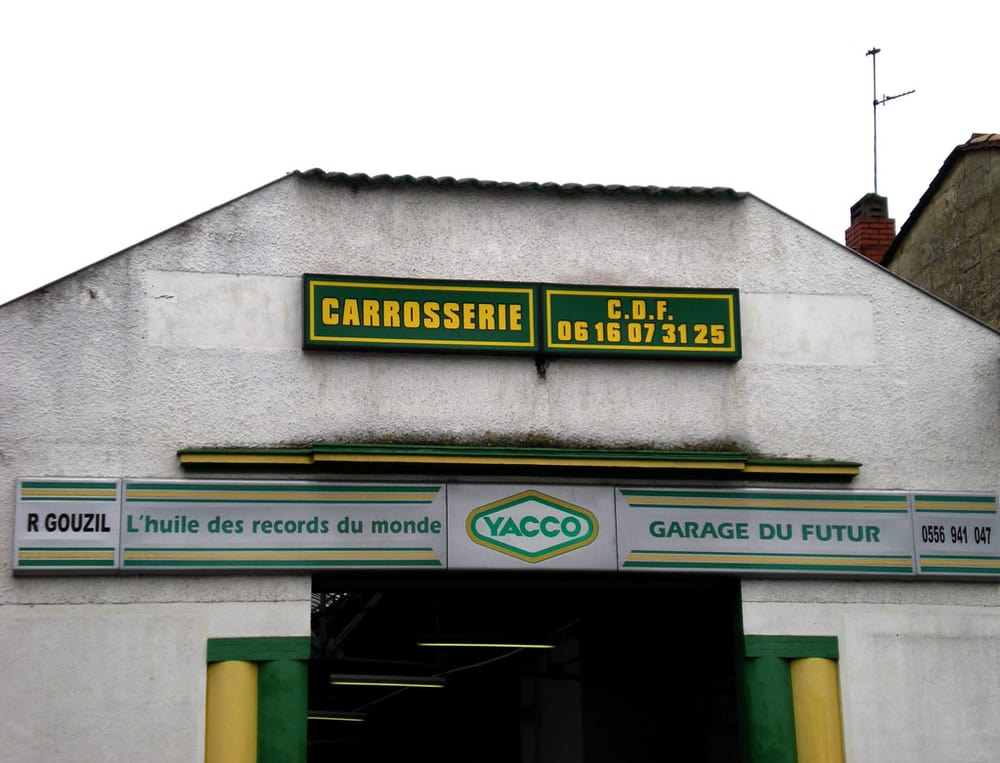 CARROSSERIE
C.D.F.
06 16 07 31 25
R GOUZIL
L'huile des records du monde
YACCO
GARAGE DU FUTUR
0556 941 047